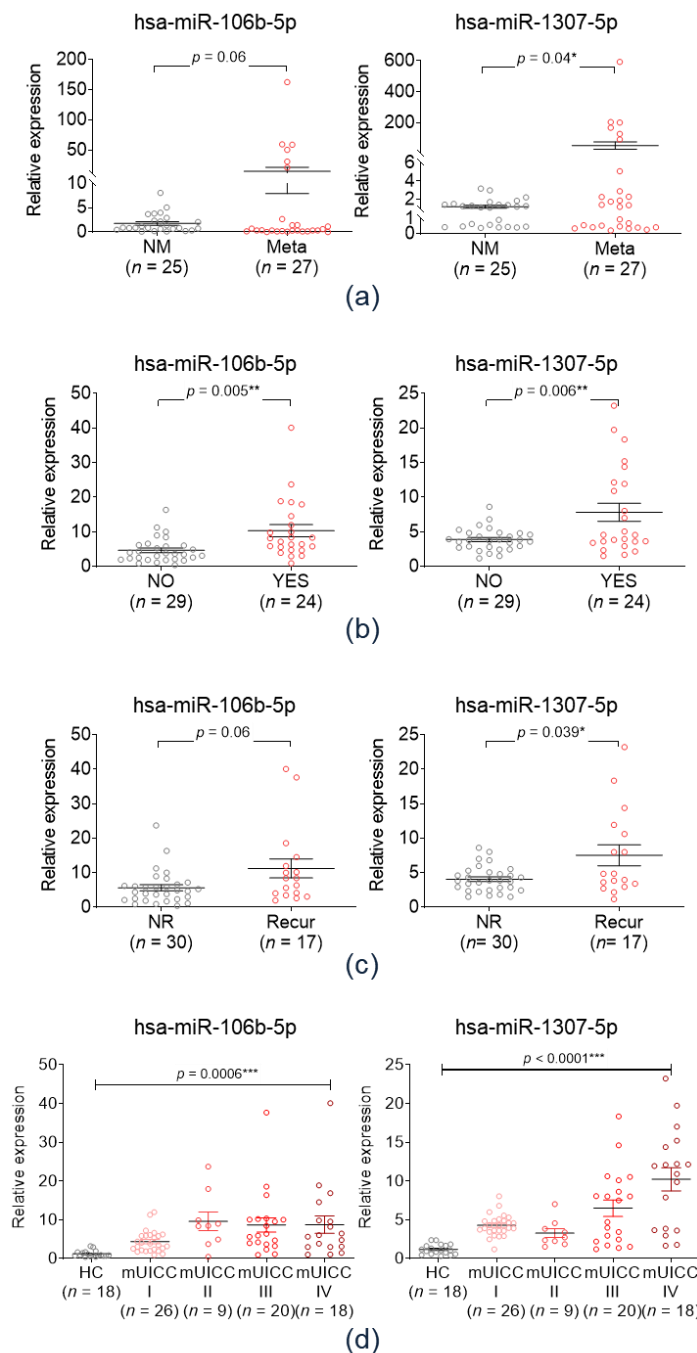 hsa-miR-106b-5p
p = 0.06
Relative expression
200
150
100
50
10
5
0
NM
(n = 25)
Meta
(n = 27)
hsa-miR-1307-5p
p = 0.04*
Relative expression
600
400
200
6
4
2
2
1
0
NM
(n = 25)
Meta
(n = 27)
(a)
hsa-miR-106b-5p
p = 0.005**
Relative expression
50
40
30
20
10
0
NO
(n = 29)
YES
(n = 24)
hsa-miR-1307-5p
p = 0.006**
Relative expression
25
20
15
10
5
0
NO
(n = 29)
YES
(n = 24)
(b)
hsa-miR-106b-5p
p = 0.06
Relative expression
50
40
30
20
10
0
NR
(n = 30)
Recur
(n = 17)
hsa-miR-1307-5p
p = 0.039*
Relative expression
25
20
15
10
5
0
NR
(n = 30)
Recur
(n = 17)
(c)
hsa-miR-106b-5p
p = 0.0006***
Relative expression
50
40
30
20
10
0
HC mUICC mUICC mUICC mUICC
(n = 18) I II III IV
(n = 26) (n = 9) (n = 20)(n = 18)
hsa-miR-1307-5p
p < 0.0001***
Relative expression
25
20
15
10
5
0
HC mUICC mUICC mUICC mUICC
(n = 18) I II III IV
(n = 26) (n = 9) (n = 20)(n = 18)
(d)